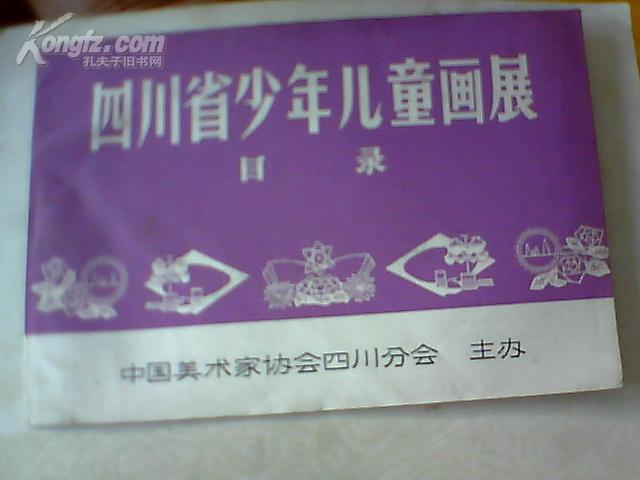 Kongfz.com
孔夫子旧书网
四川省少年儿童画展
目 录
中国美术家协会四川分会 主办